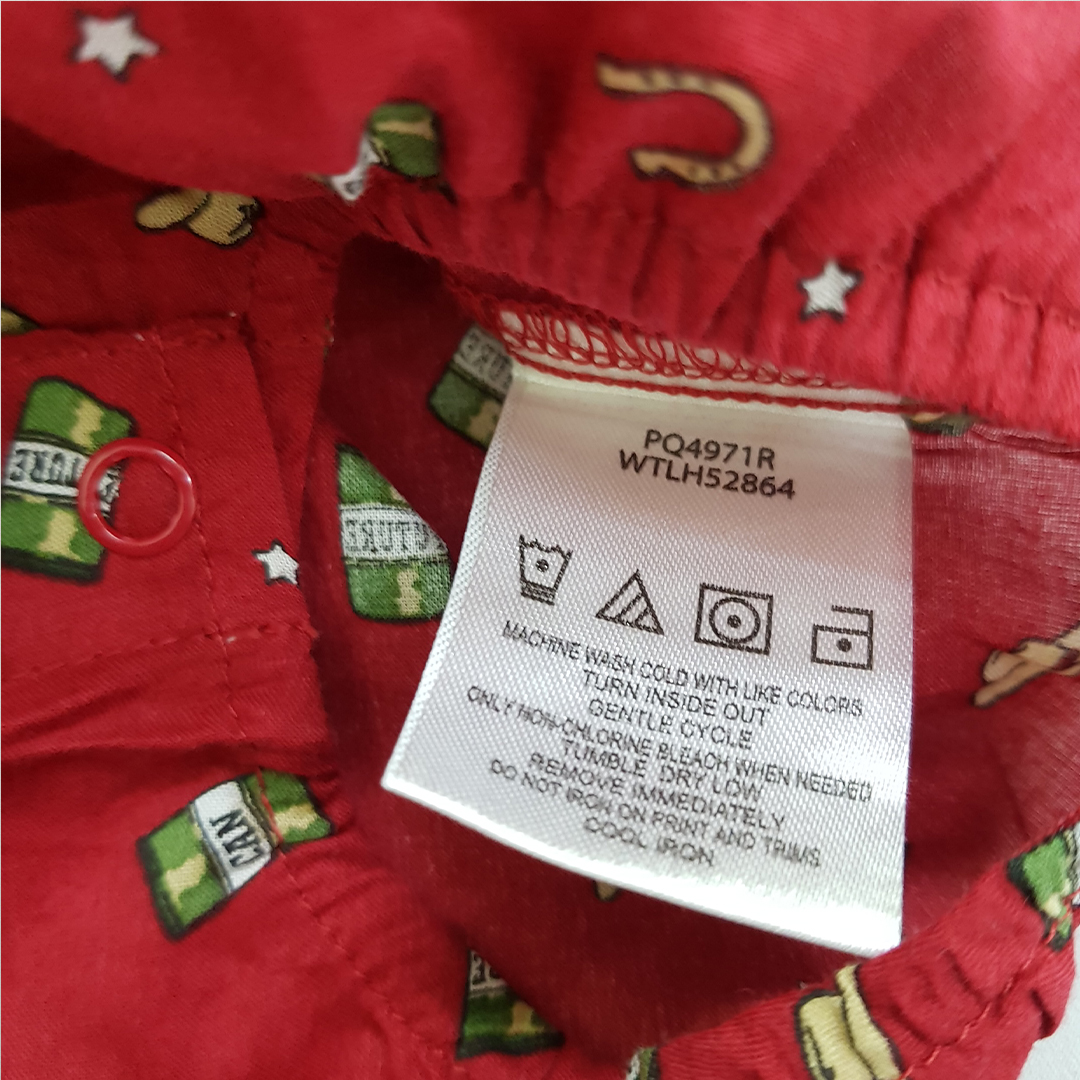 PQ4971R
WTLH52864
MACHINE WASH COLD WITH LIKE COLORS
TURN INSIDE OUT
GENTLE CYCLE
ONLY NON-CHLORINE BLEACH WHEN NEEDED
TUMBLE DRY LOW
REMOVE IMMEDIATELY
DO NOT IRON ON PRINT AND TRIMS
COOL IRON
CAN